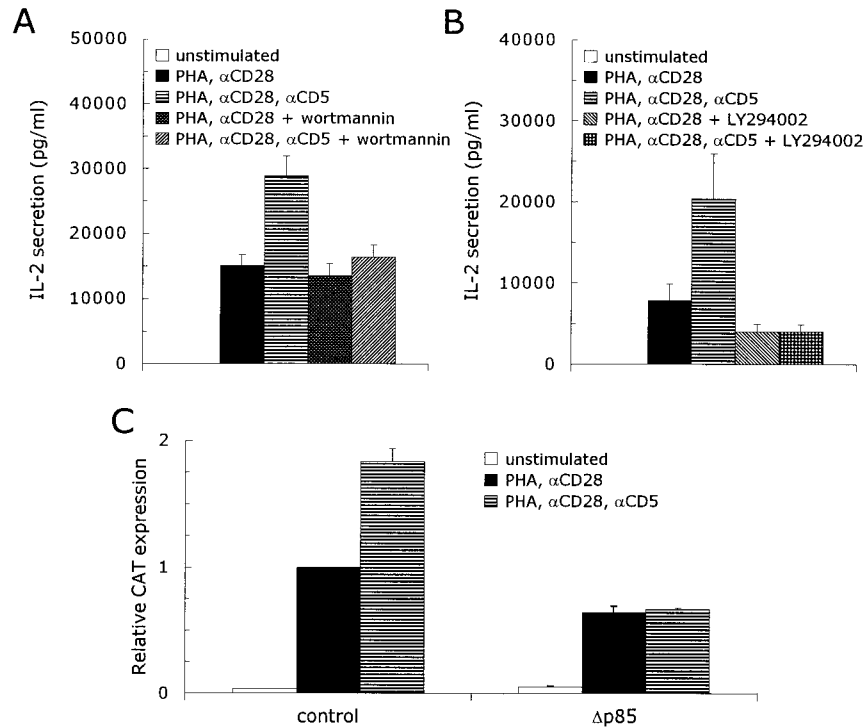 A
IL-2 secretion (pg/ml)
50000
40000
30000
20000
10000
0
unstimulated
PHA, αCD28
PHA, αCD28, αCD5
PHA, αCD28 + wortmannin
PHA, αCD28, αCD5 + wortmannin
B
IL-2 secretion (pg/ml)
40000
30000
20000
10000
0
unstimulated
PHA, αCD28
PHA, αCD28, αCD5
PHA, αCD28 + LY294002
PHA, αCD28, αCD5 + LY294002
C
Relative CAT expression
2
1
0
unstimulated
PHA, αCD28
PHA, αCD28, αCD5
control
Δp85